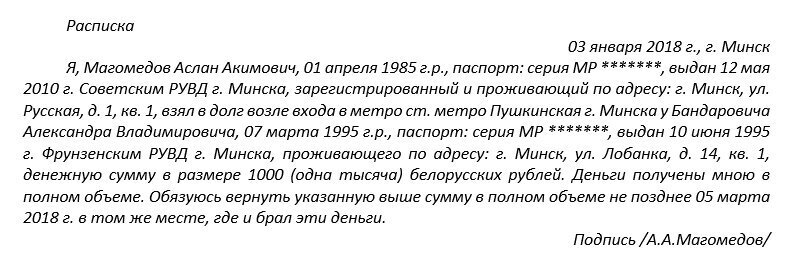 Расписка
03 января 2018 г., г. Минск
Я, Магомедов Аслан Акимович, 01 апреля 1985 г.р., паспорт: серия МР *******, выдан 12 мая
2010 г. Советским РУВД г. Минска, зарегистрированный и проживающий по адресу: г. Минск, ул.
Русская, д. 1, кв. 1, взял в долг возле входа в метро ст. метро Пушкинская г. Минска у Бандаровича
Александра Владимировича, 07 марта 1995 г.р., паспорт: серия МР *******, выдан 10 июня 1995
г. Фрунзенским РУВД г. Минска, проживающего по адресу: г. Минск, ул. Лобанка, д. 14, кв. 1,
денежную сумму в размере 1000 (одна тысяча) белорусских рублей. Деньги получены мною в
полном объеме. Обязуюсь вернуть указанную выше сумму в полном объеме не позднее 05 марта
2018 г. в том же месте, где и брал эти деньги.
Подпись /А.А.Магомедов/